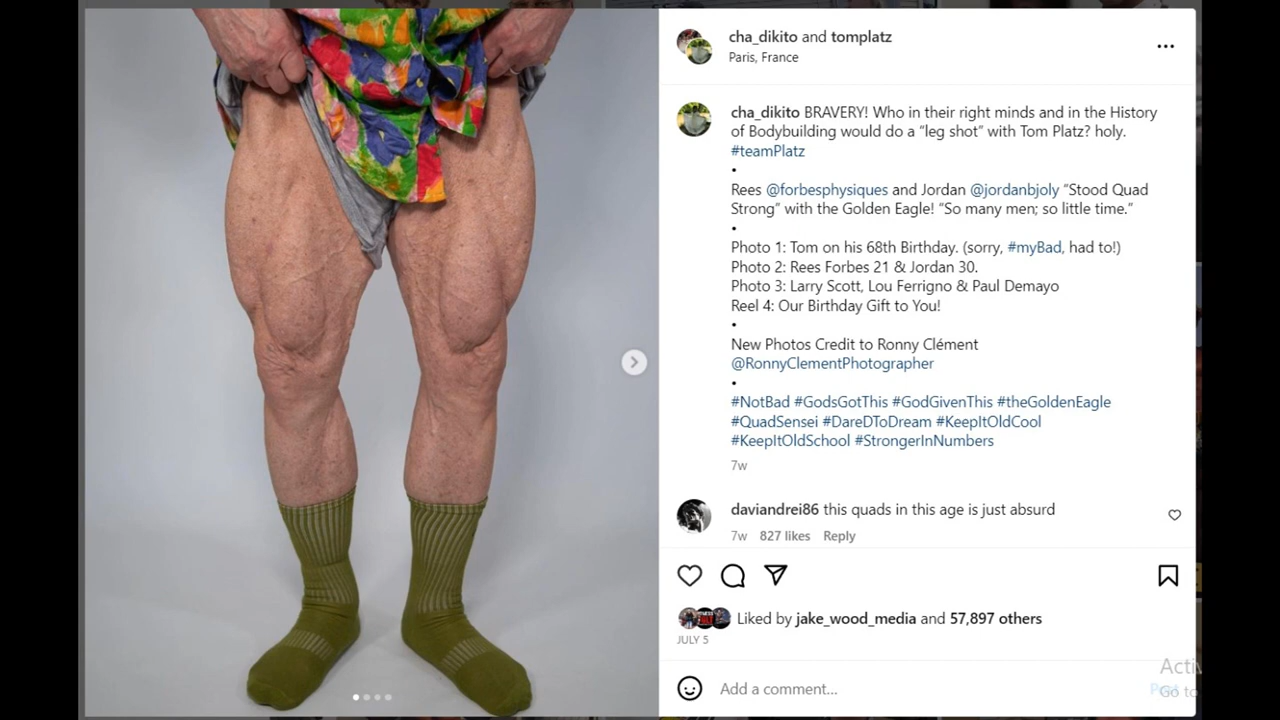 cha_dikito and tomplatz
Paris, France
cha_dikito BRAVERY! Who in their right minds and in the History
of Bodybuilding would do a “leg shot” with Tom Platz? holy.
#teamPlatz
•
Rees @forbesphysiques and Jordan @jordanbjoly “Stood Quad
Strong” with the Golden Eagle! “So many men; so little time.”
•
Photo 1: Tom on his 68th Birthday. (sorry, #myBad, had to!)
Photo 2: Rees Forbes 21 & Jordan 30.
Photo 3: Larry Scott, Lou Ferrigno & Paul Demayo
Reel 4: Our Birthday Gift to You!
•
New Photos Credit to Ronny Clément
@RonnyClementPhotographer
•
#NotBad #GodsGotThis #GodGivenThis #theGoldenEagle
#QuadSensei #DareDToDream #KeepItOldCool
#KeepItOldSchool #StrongerInNumbers
7w
daviandrei86 this quads in this age is just absurd
7w 827 likes Reply
Liked by jake_wood_media and 57,897 others
JULY 5
Add a comment...
Go to